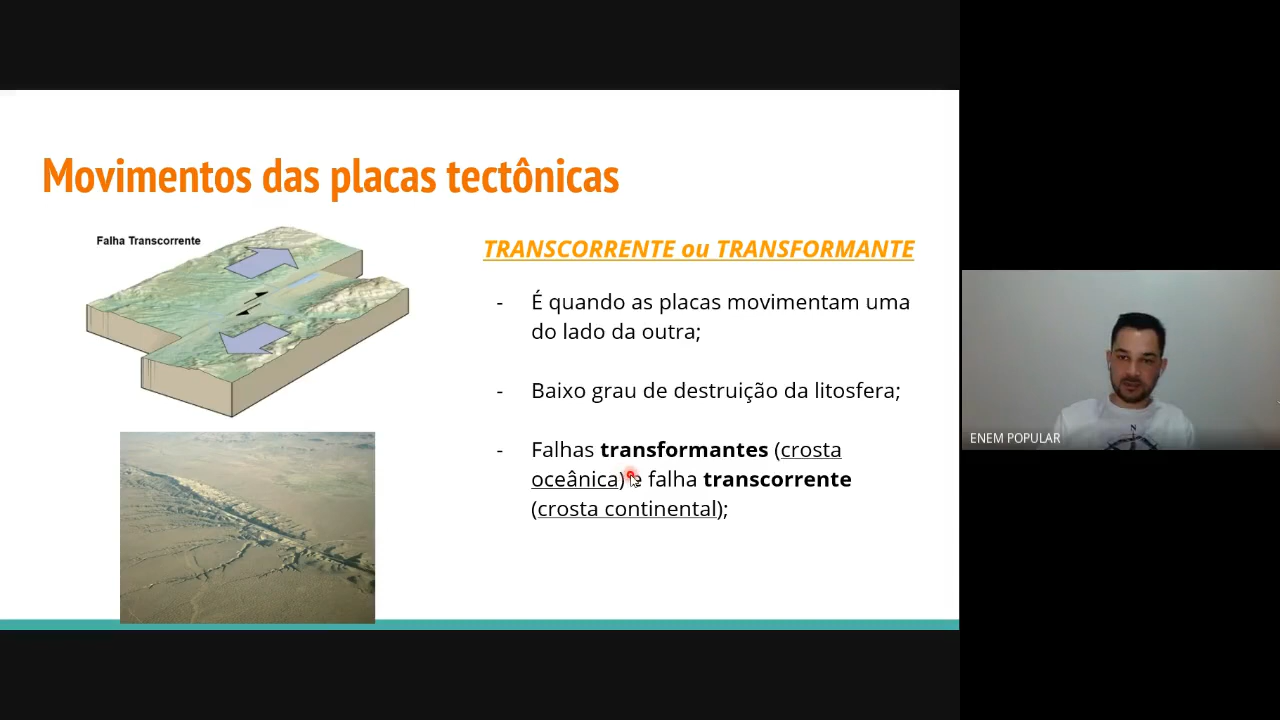 Movimentos das placas tectônicas
Falha Transcorrente
TRANSCORRENTE ou TRANSFORMANTE
- É quando as placas movimentam uma
do lado da outra;
- Baixo grau de destruição da litosfera;
- Falhas transformantes (crosta
oceânica) e falha transcorrente
(crosta continental);
ENEM POPULAR